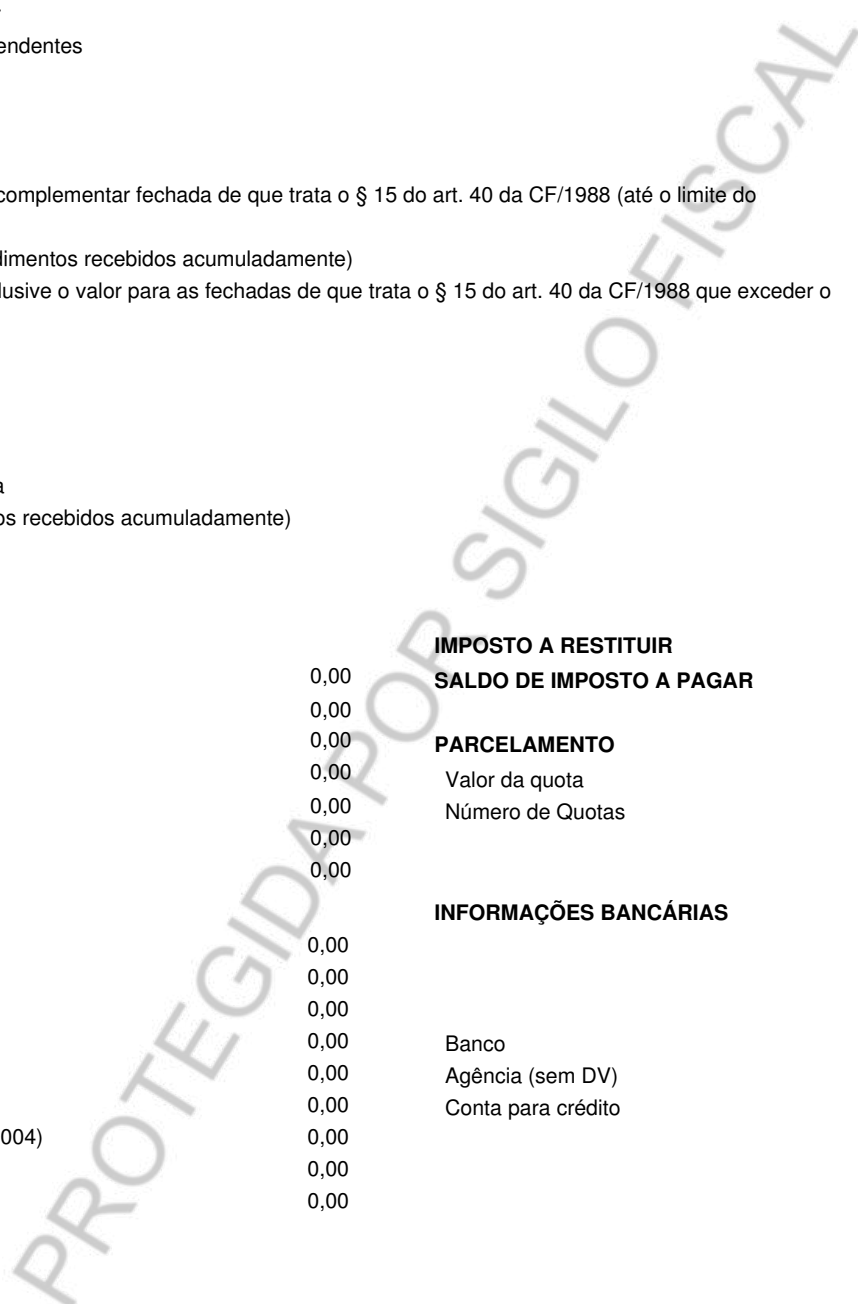 endentes
complementar fechada de que trata o § 15 do art. 40 da CF/1988 (até o limite do
dimentos recebidos acumuladamente)
lusive o valor para as fechadas de que trata o § 15 do art. 40 da CF/1988 que exceder o
a
os recebidos acumuladamente)
IMPOSTO A RESTITUIR
0,00 SALDO DE IMPOSTO A PAGAR
0,00
0,00 PARCELAMENTO
0,00 Valor da quota
0,00 Número de Quotas
0,00
0,00
INFORMAÇÕES BANCÁRIAS
0,00
0,00
0,00
0,00 Banco
0,00 Agência (sem DV)
0,00 Conta para crédito
004) 0,00
0,00
0,00
PROTEGIDA POR SIGILO FISCAL